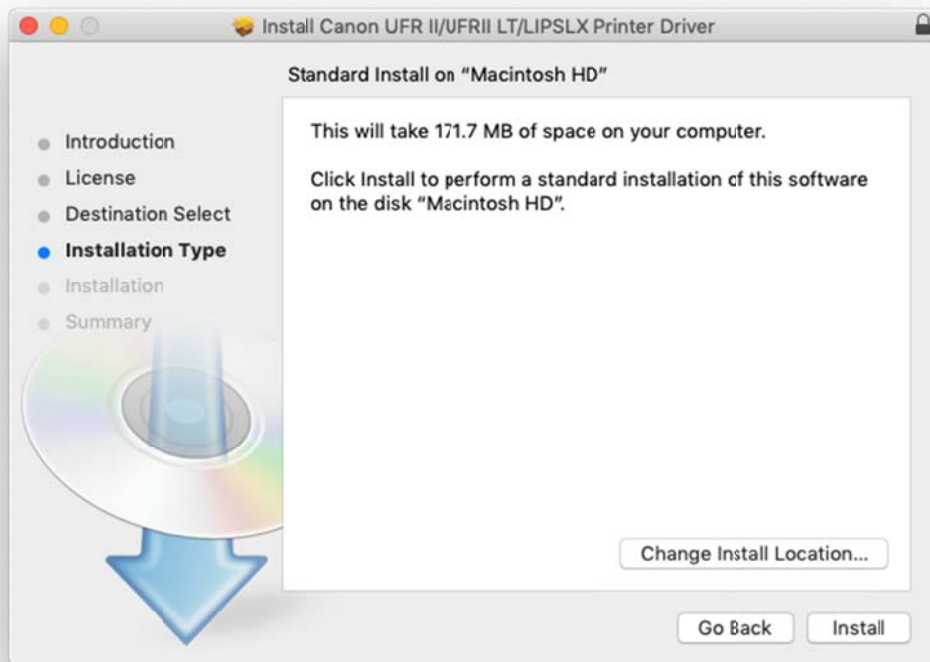 Install Canon UFR II/UFRII LT/LIPSLX Printer Driver
Standard Install on “Macintosh HD”
Introduction
License
Destination Select
Installation Type
Installation
Summary
This will take 171.7 MB of space on your computer.
Click Install to perform a standard installation of this software
on the disk “Macintosh HD”.
Change Install Location...
Go Back
Install